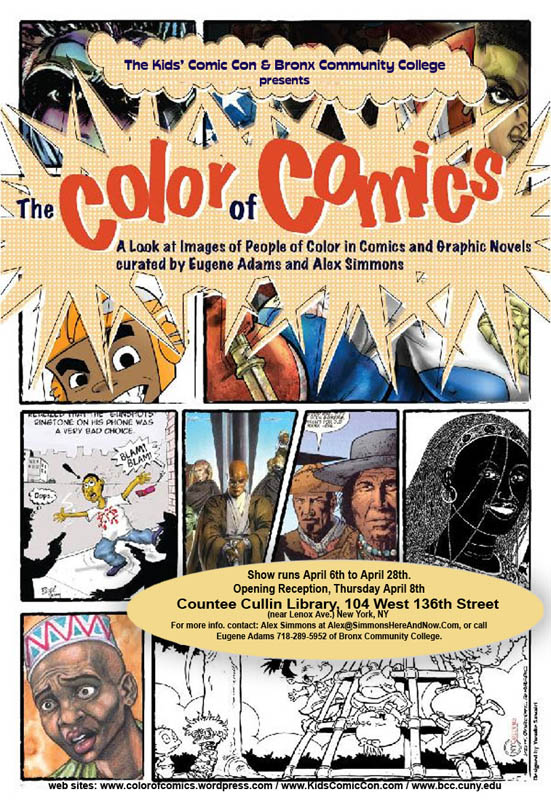 The Kids' Comic Con & Bronx Community College
presents
The Color of Comics
A Look at Images of People of Color in Comics and Graphic Novels
curated by Eugene Adams and Alex Simmons
REALIZED THAT THE "GUNSHOTS"
RINGTONE ON HIS PHONE WAS
A VERY BAD CHOICE.
BLAM!
BLAM!
Oops.
Show runs April 6th to April 28th.
Opening Reception, Thursday April 8th
Countee Cullin Library, 104 West 136th Street
(near Lenox Ave.) New York, NY
For more info. contact: Alex Simmons at Alex@SimmonsHereAndNow.Com, or call
Eugene Adams 718-289-5952 of Bronx Community College.
web sites: www.colorofcomics.wordpress.com / www.KidsComicCon.com / www.bcc.cuny.edu